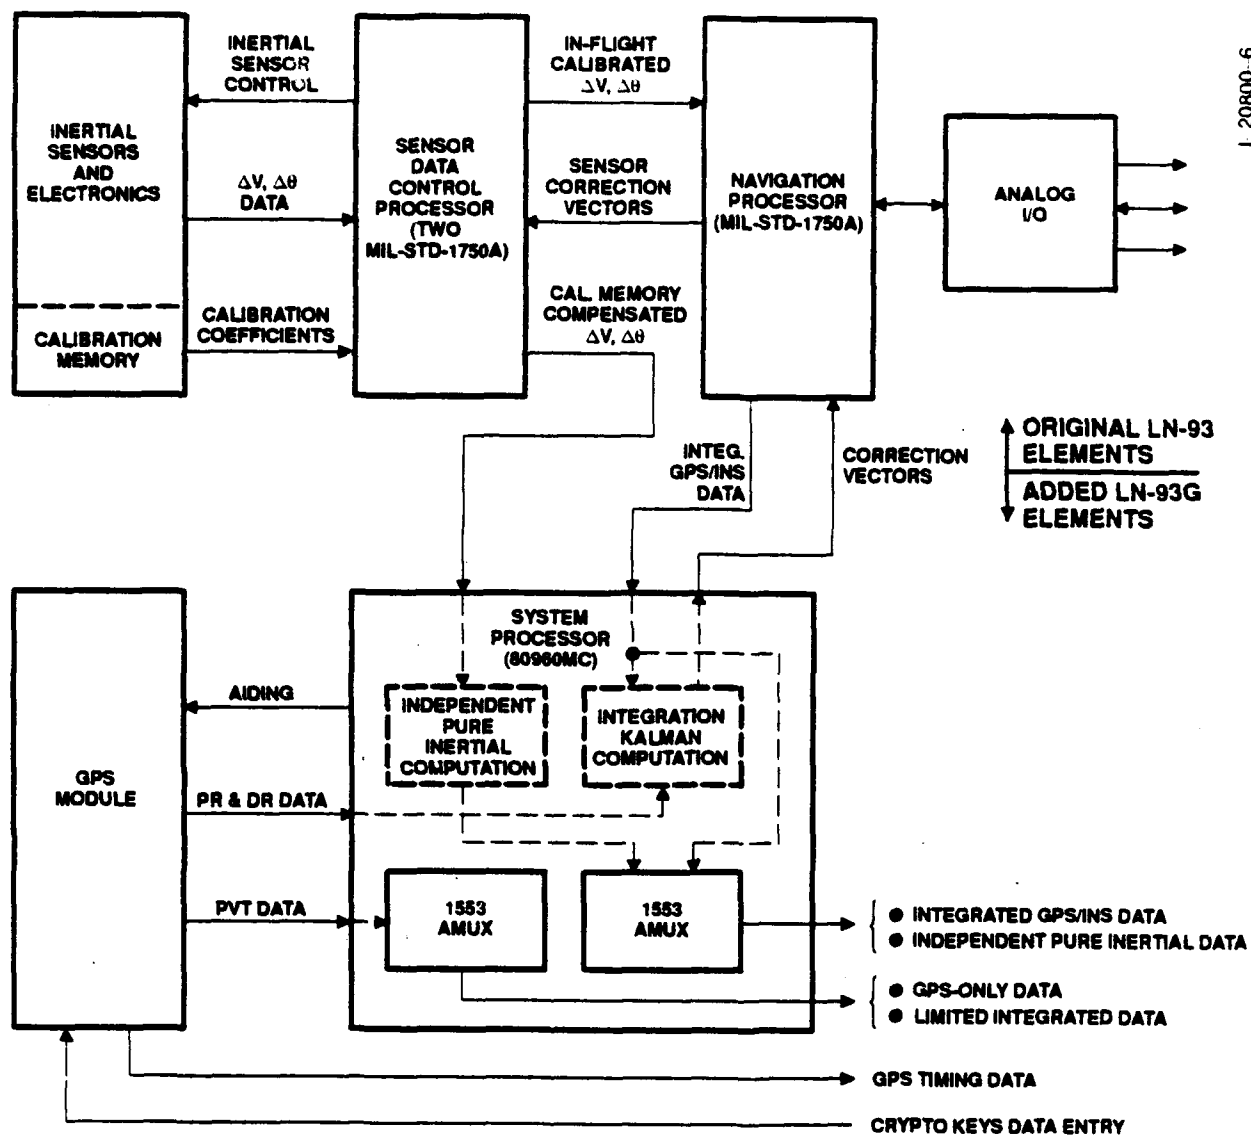 INERTIAL
SENSOR
CONTROL
IN-FLIGHT
CALIBRATED
ΔV, Δθ
J-20800-6
INERTIAL
SENSORS
AND
ELECTRONICS
SENSOR
DATA
CONTROL
PROCESSOR
(TWO
MIL-STD-1750A)
SENSOR
CORRECTION
VECTORS
NAVIGATION
PROCESSOR
(MIL-STD-1750A)
ANALOG
I/O
ΔV, Δθ
DATA
CALIBRATION
MEMORY
CALIBRATION
COEFFICIENTS
CAL. MEMORY
COMPENSATED
ΔV, Δθ
INTEG.
GPS/INS
DATA
CORRECTION
VECTORS
ORIGINAL LN-93
ELEMENTS
ADDED LN-93G
ELEMENTS
SYSTEM
PROCESSOR
(80960MC)
AIDING
INDEPENDENT
PURE
INERTIAL
COMPUTATION
INTEGRATION
KALMAN
COMPUTATION
GPS
MODULE
PR & DR DATA
PVT DATA
1553
AMUX
1553
AMUX
● INTEGRATED GPS/INS DATA
● INDEPENDENT PURE INERTIAL DATA
● GPS-ONLY DATA
● LIMITED INTEGRATED DATA
GPS TIMING DATA
CRYPTO KEYS DATA ENTRY